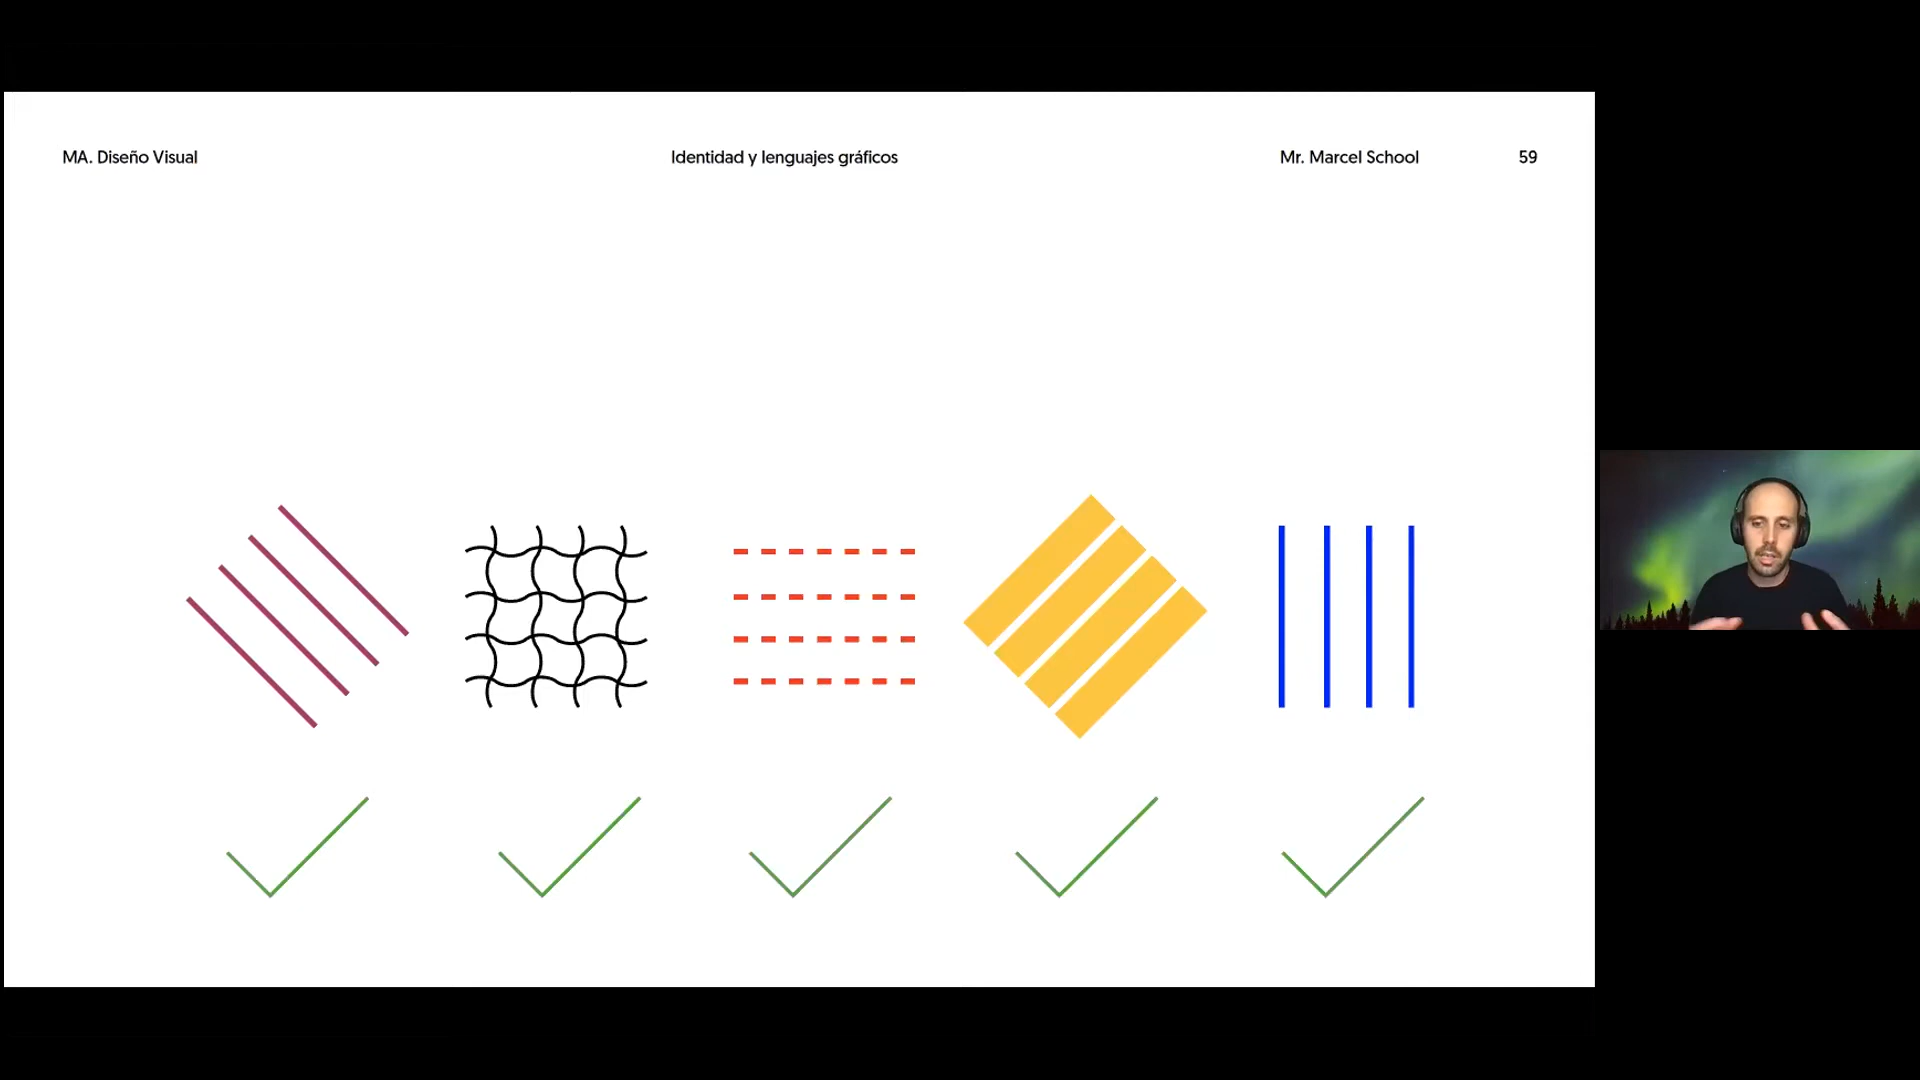 MA. Diseño Visual
Identidad y lenguajes gráficos
Mr. Marcel School
59